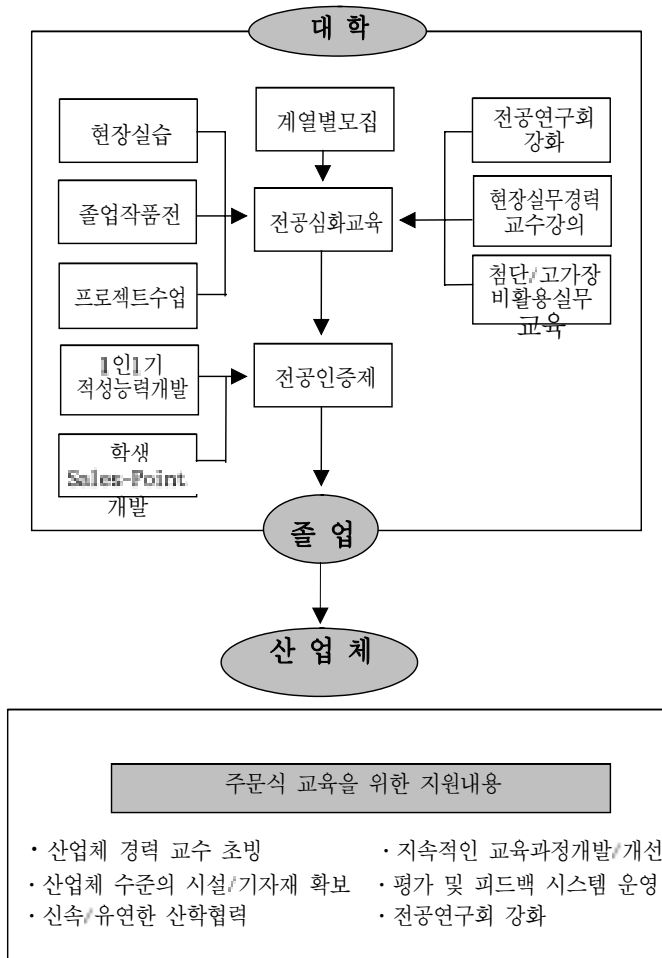 대 학
현장실습
계열별모집
전공연구회
강화
졸업작품전
전공심화교육
현장실무경력
교수강의
프로젝트수업
첨단/고가장
비활용실무
교육
1인1기
적성능력개발
전공인증제
학생
Sales-Point
개발
졸 업
산 업 체
주문식 교육을 위한 지원내용
· 산업체 경력 교수 초빙
· 산업체 수준의 시설/기자재 확보
· 신속/유연한 산학협력
· 지속적인 교육과정개발/개선
· 평가 및 피드백 시스템 운영
· 전공연구회 강화